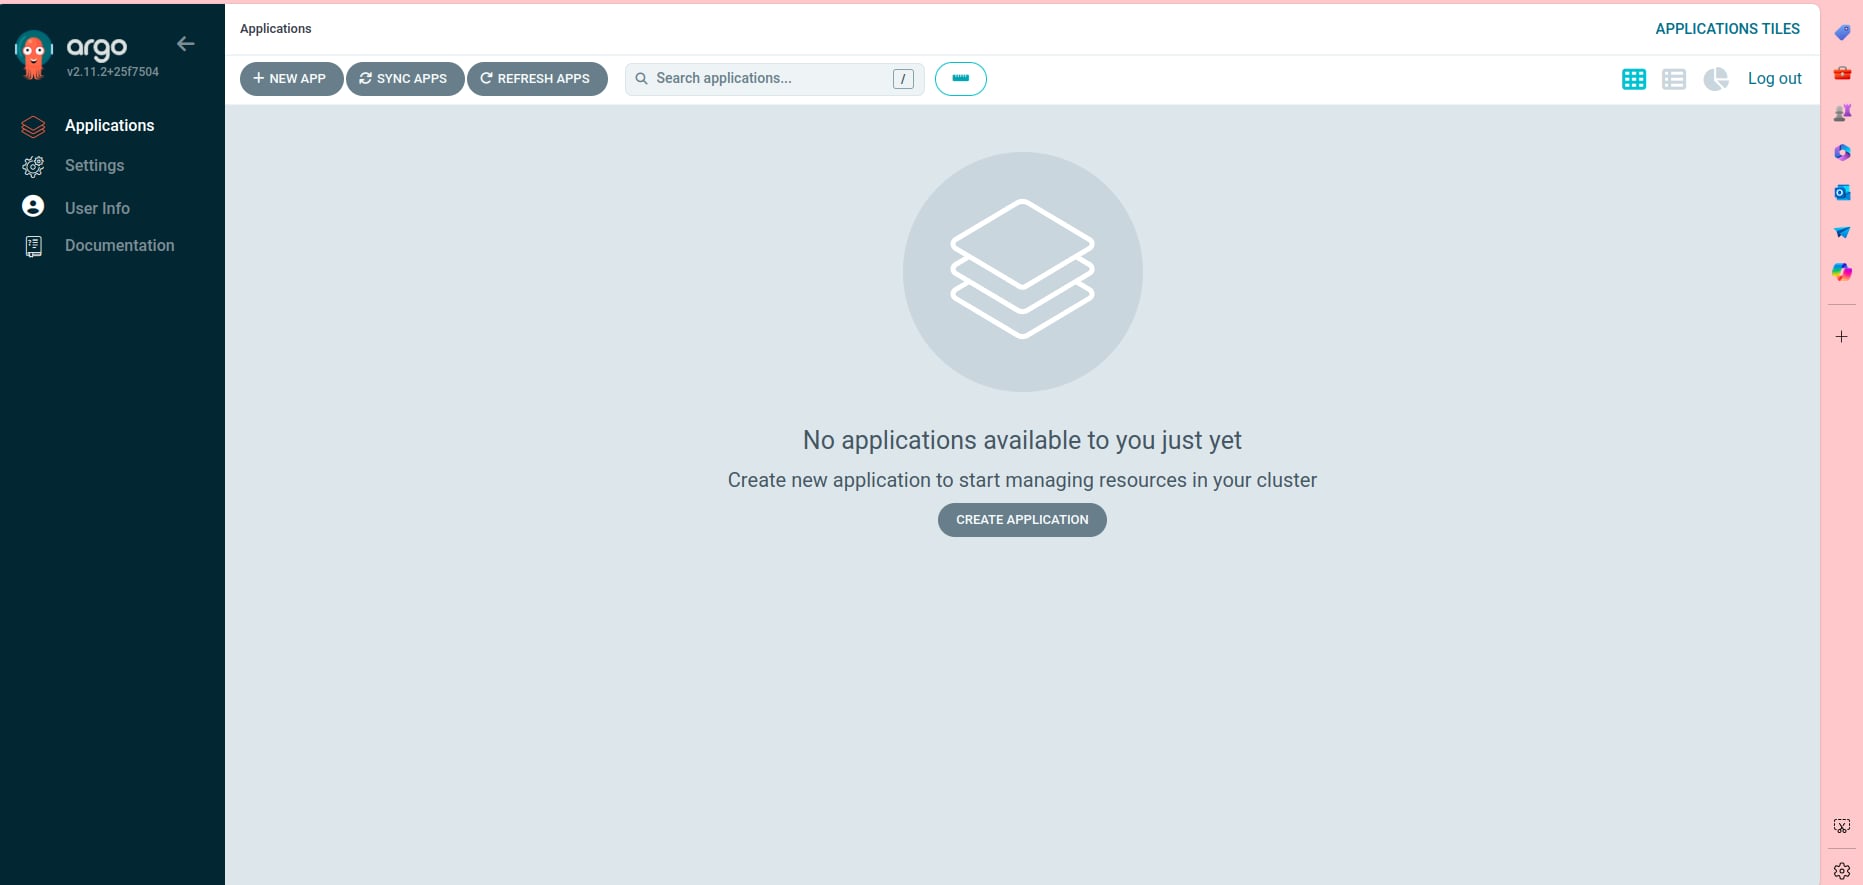 argo
v2.11.2+25f7504
Applications
Settings
User Info
Documentation
Applications
APPLICATIONS TILES
+ NEW APP
SYNC APPS
REFRESH APPS
Search applications...
/
Log out
No applications available to you just yet
Create new application to start managing resources in your cluster
CREATE APPLICATION